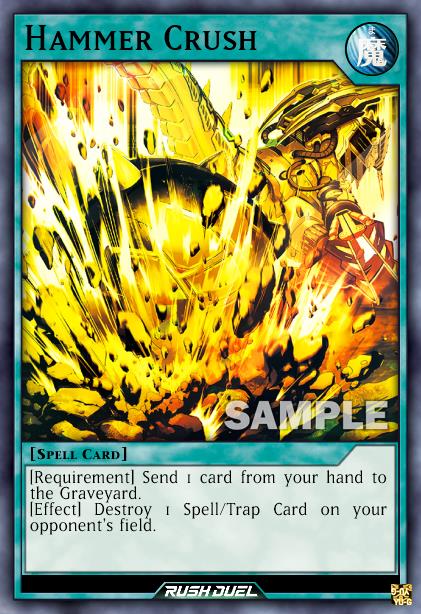 HAMMER CRUSH
ま
魔
SAMPLE
[SPELL CARD]
[Requirement] Send 1 card from your hand to
the Graveyard.
[Effect] Destroy 1 Spell/Trap Card on your
opponent's field.
RUSH DUEL